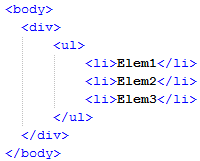 <body>
<div>
<ul>
<li>Elem1</li>
<li>Elem2</li>
<li>Elem3</li>
</ul>
</div>
</body>